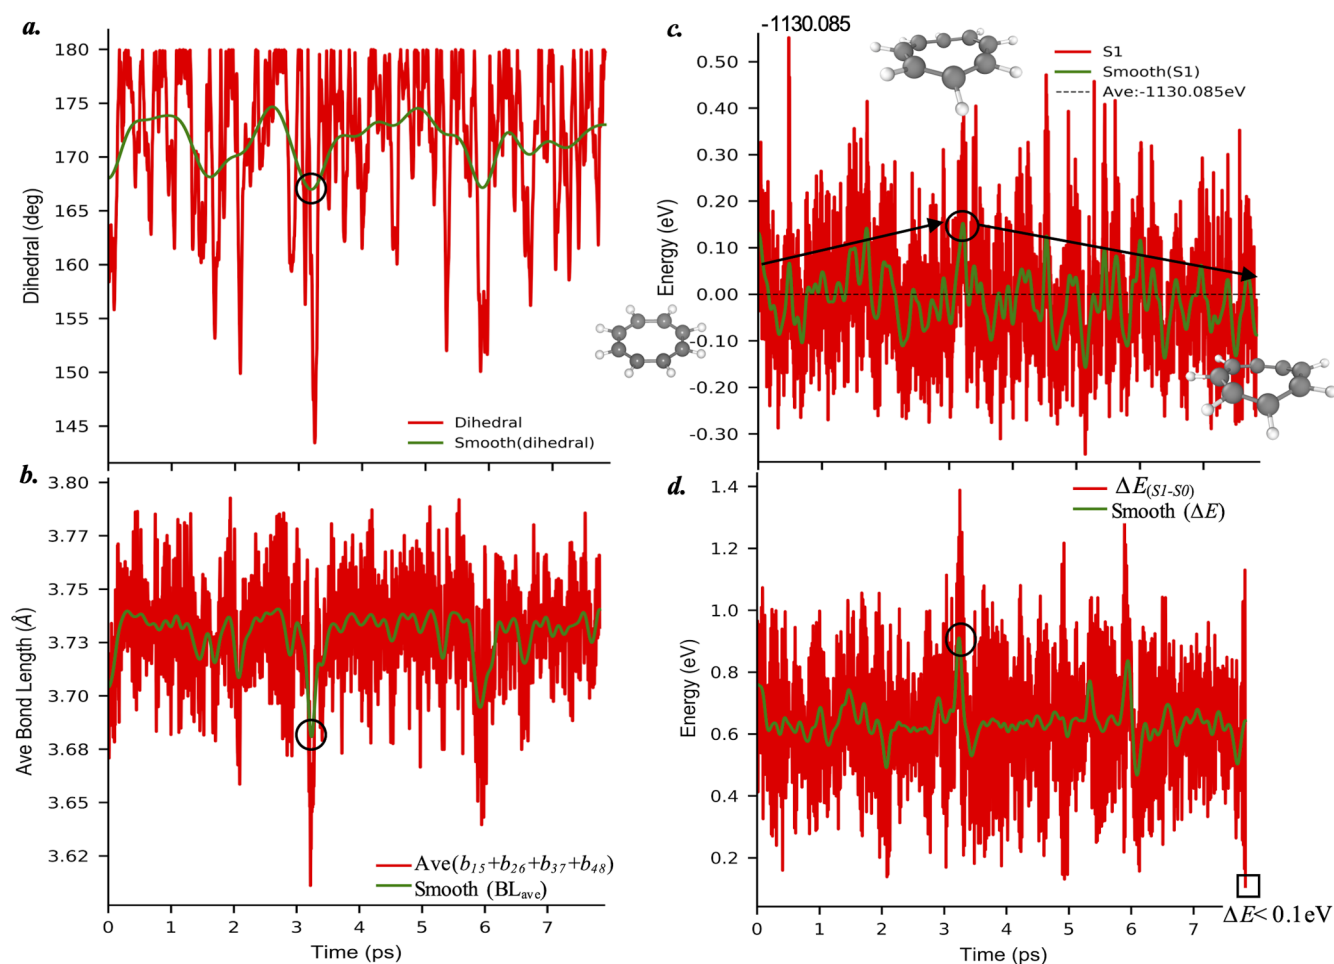 a.
180
175
170
165
160
155
150
145
Dihedral (deg)
Dihedral
Smooth(dihedral)
b.
3.80
3.77
3.75
3.73
3.70
3.68
3.65
3.62
Ave Bond Length (Å)
Ave(b15+b26+b37+b48)
Smooth (BLave)
0 1 2 3 4 5 6 7
Time (ps)
c.
-1130.085
0.50
0.40
0.30
0.20
0.10
0.00
-0.10
-0.20
-0.30
Energy (eV)
S1
Smooth(S1)
Ave:-1130.085eV
d.
1.4
1.2
1.0
0.8
0.6
0.4
0.2
Energy (eV)
ΔE(S1-S0)
Smooth (ΔE)
ΔE< 0.1eV
0 1 2 3 4 5 6 7
Time (ps)